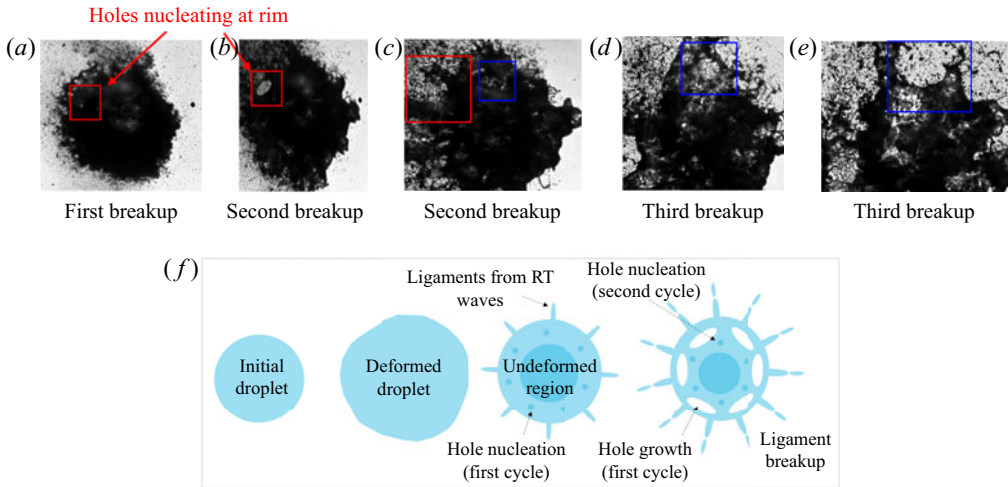 Holes nucleating at rim
(a)
(b)
(c)
(d)
(e)
First breakup
Second breakup
Second breakup
Third breakup
Third breakup
(f)
Ligaments from RT
waves
Hole nucleation
(second cycle)
Initial
droplet
Deformed
droplet
Undeformed
region
Hole nucleation
(first cycle)
Hole growth
(first cycle)
Ligament
breakup